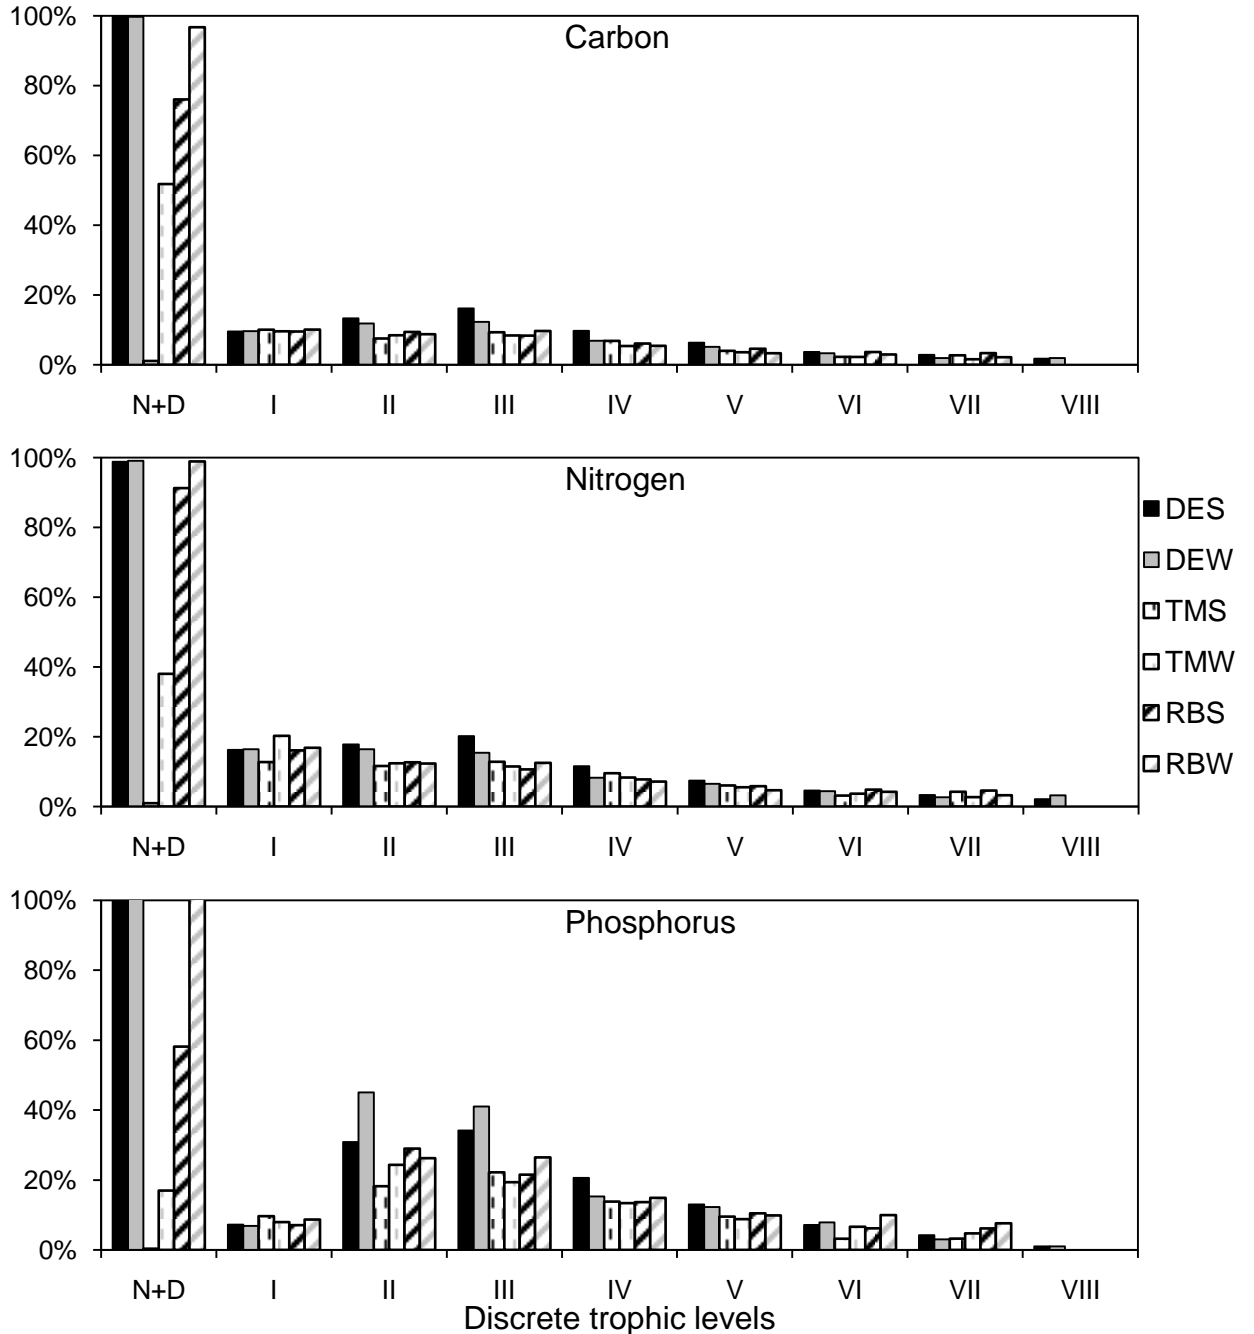 Carbon
100%
80%
60%
40%
20%
0%
N+D I II III IV V VI VII VIII
Nitrogen
100%
80%
60%
40%
20%
0%
N+D I II III IV V VI VII VIII
DES
DEW
TMS
TMW
RBS
RBW
Phosphorus
100%
80%
60%
40%
20%
0%
N+D I II III IV V VI VII VIII
Discrete trophic levels